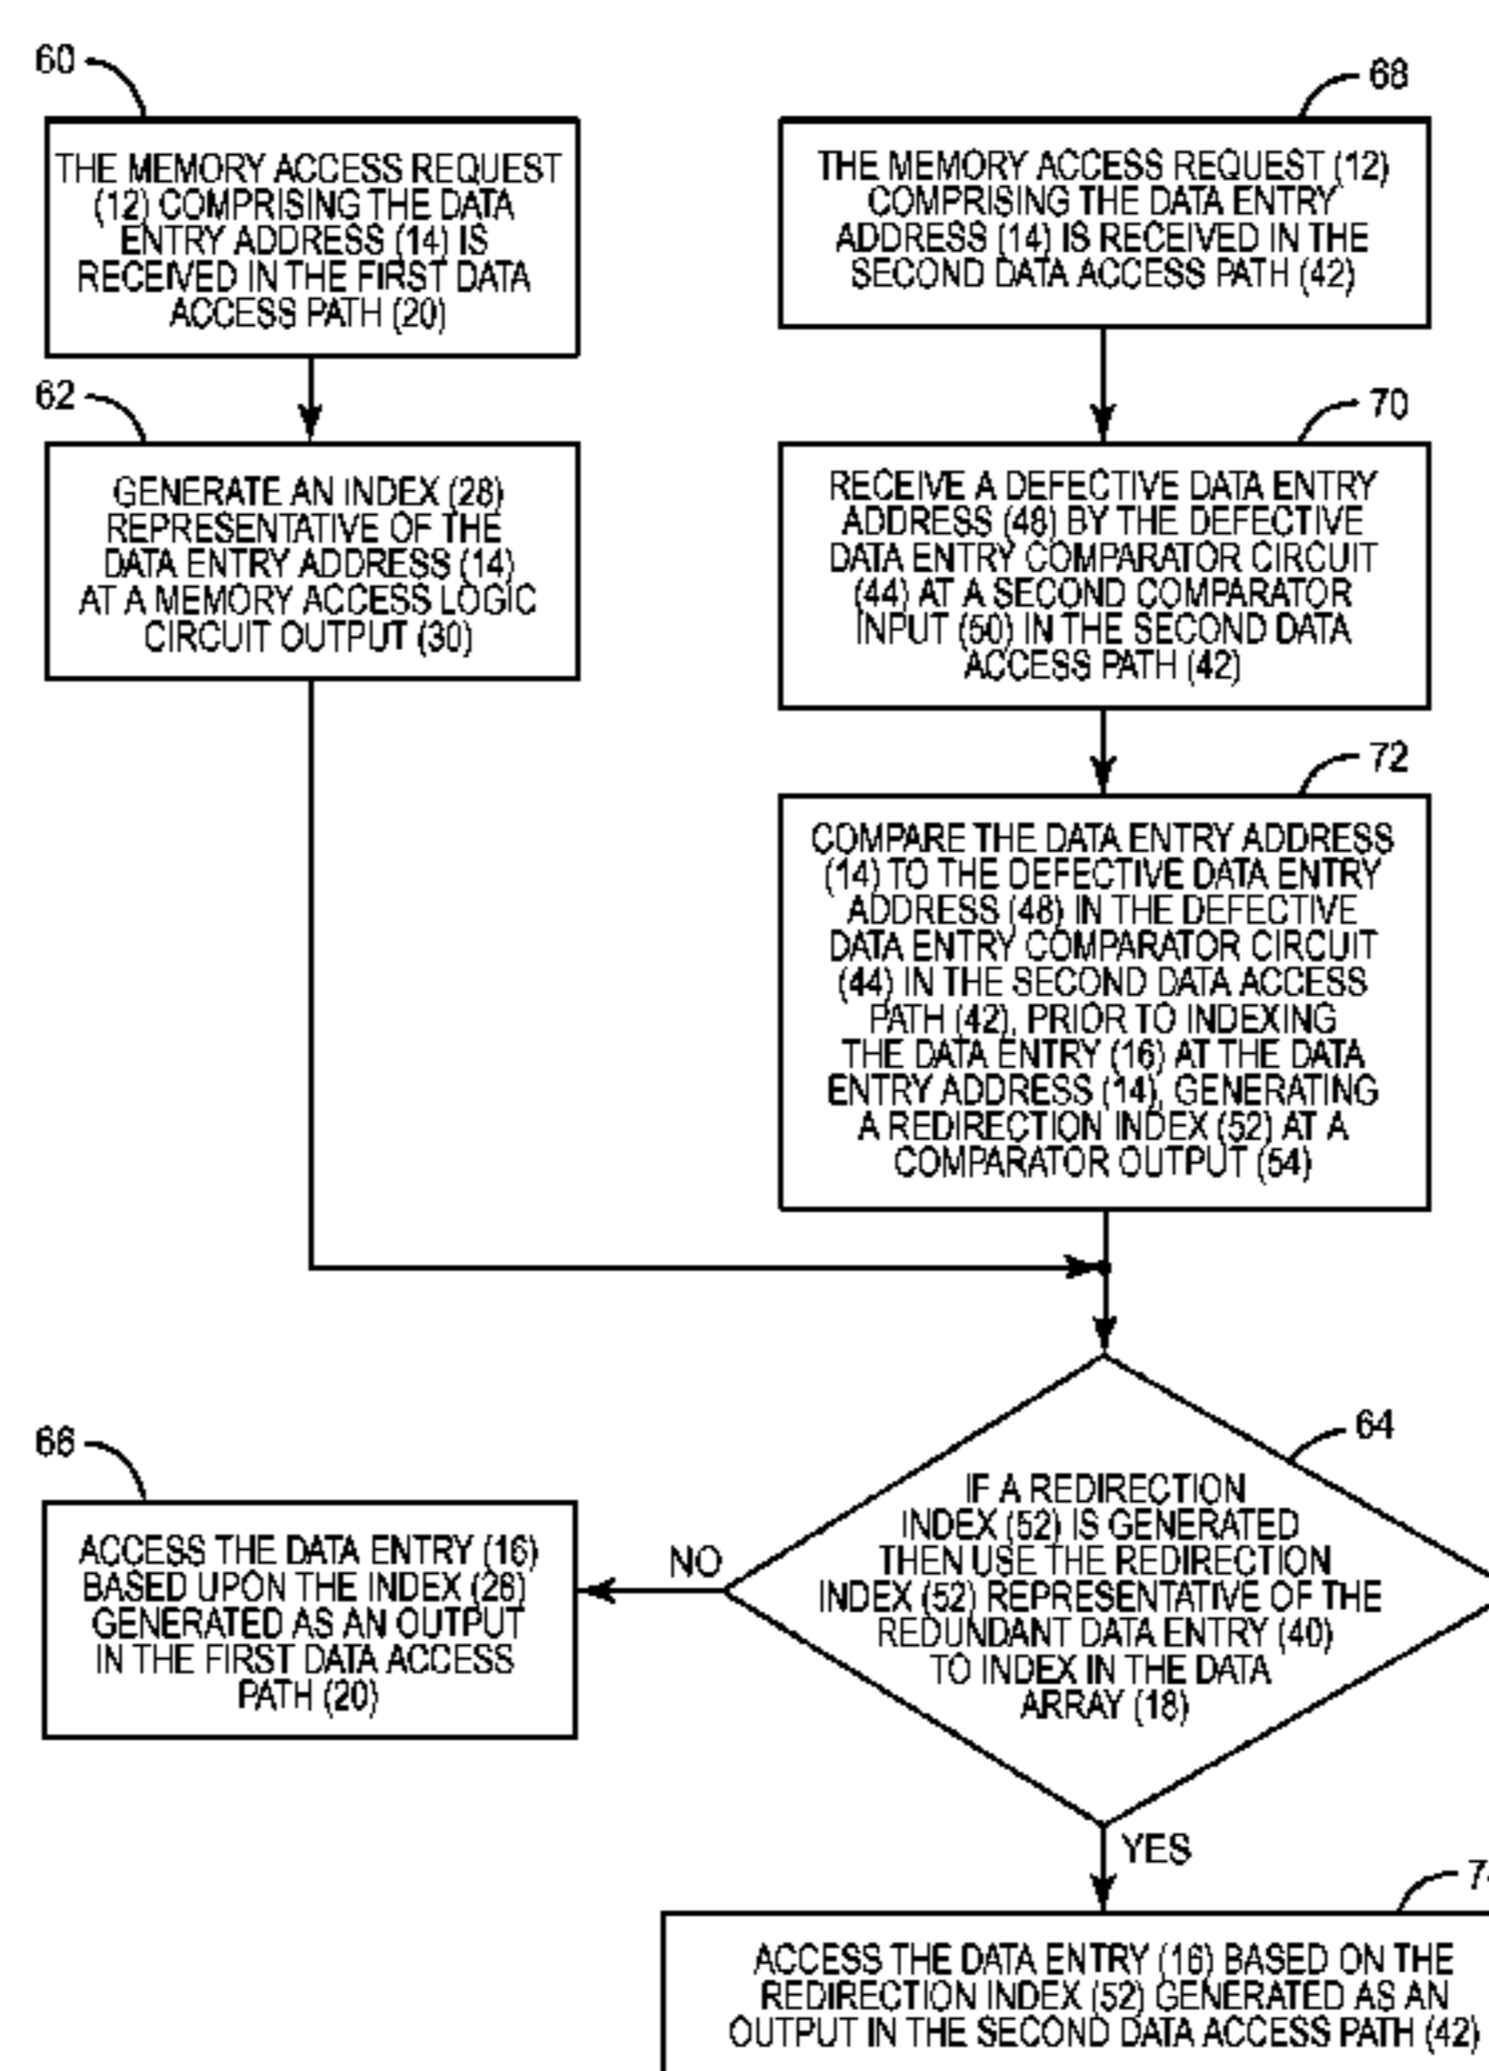 60
THE MEMORY ACCESS REQUEST
(12) COMPRISING THE DATA
ENTRY ADDRESS (14) IS
RECEIVED IN THE FIRST DATA
ACCESS PATH (20)
62
GENERATE AN INDEX (28)
REPRESENTATIVE OF THE
DATA ENTRY ADDRESS (14)
AT A MEMORY ACCESS LOGIC
CIRCUIT OUTPUT (30)
68
THE MEMORY ACCESS REQUEST (12)
COMPRISING THE DATA ENTRY
ADDRESS (14) IS RECEIVED IN THE
SECOND DATA ACCESS PATH (42)
70
RECEIVE A DEFECTIVE DATA ENTRY
ADDRESS (48) BY THE DEFECTIVE
DATA ENTRY COMPARATOR CIRCUIT
(44) AT A SECOND COMPARATOR
INPUT (50) IN THE SECOND DATA
ACCESS PATH (42)
72
COMPARE THE DATA ENTRY ADDRESS
(14) TO THE DEFECTIVE DATA ENTRY
ADDRESS (48) IN THE DEFECTIVE
DATA ENTRY COMPARATOR CIRCUIT
(44) IN THE SECOND DATA ACCESS
PATH (42), PRIOR TO INDEXING
THE DATA ENTRY (16) AT THE DATA
ENTRY ADDRESS (14), GENERATING
A REDIRECTION INDEX (52) AT A
COMPARATOR OUTPUT (54)
64
IF A REDIRECTION
INDEX (52) IS GENERATED
THEN USE THE REDIRECTION
INDEX (52) REPRESENTATIVE OF THE
REDUNDANT DATA ENTRY (40)
TO INDEX IN THE DATA
ARRAY (18)
NO
66
ACCESS THE DATA ENTRY (16)
BASED UPON THE INDEX (26)
GENERATED AS AN OUTPUT
IN THE FIRST DATA ACCESS
PATH (20)
YES
ACCESS THE DATA ENTRY (16) BASED ON THE
REDIRECTION INDEX (52) GENERATED AS AN
OUTPUT IN THE SECOND DATA ACCESS PATH (42)